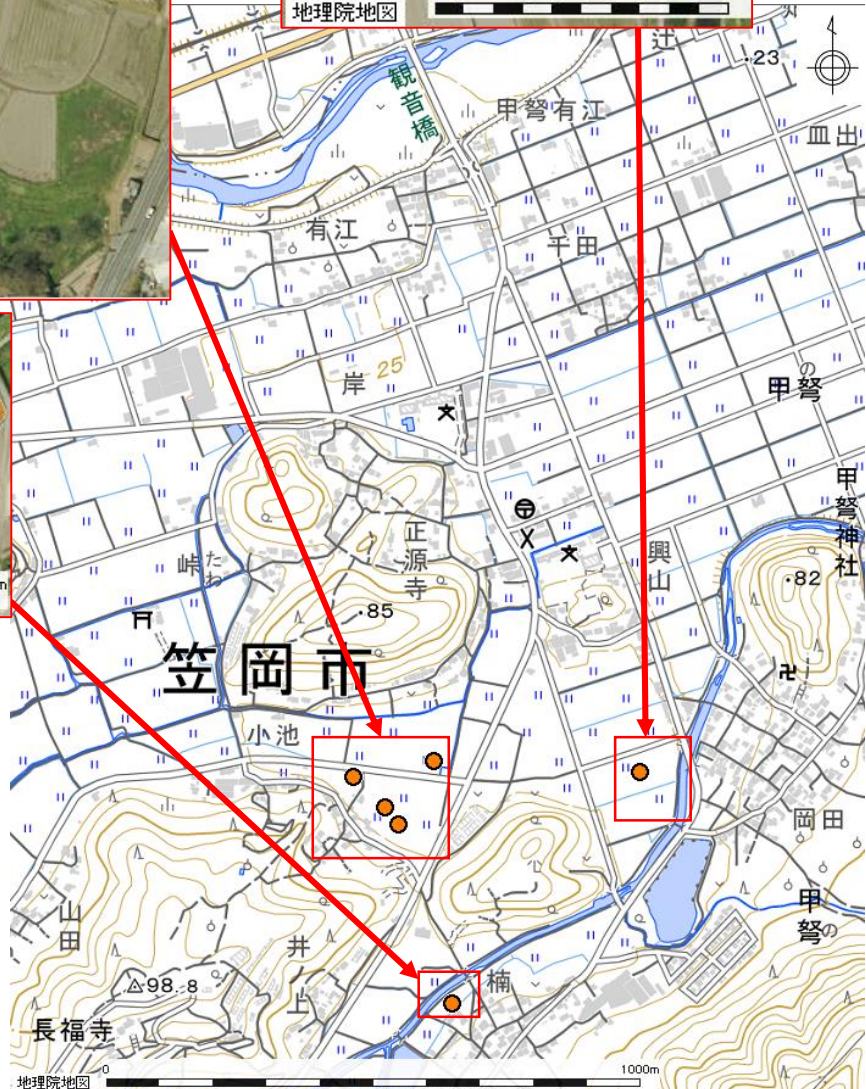 地理院地図
辻
23
観音橋
甲弩有江
皿出
有江
千田
25
岸
甲弩
の
甲弩神社
正源寺
興山
峠
たわ
85
82
m
笠岡市
小池
岡田
山田
井ノ上
楠
甲弩
の
98.8
長福寺
地理院地図
0
1000m